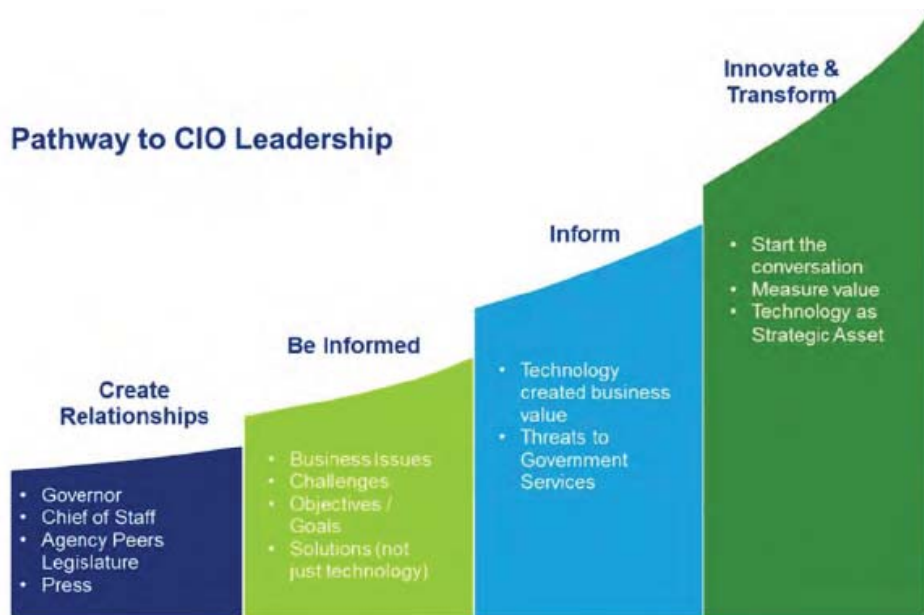 Pathway to CIO Leadership
Create
Relationships
• Governor
• Chief of Staff
• Agency Peers
Legislature
• Press
Be Informed
• Business Issues
• Challenges
• Objectives /
Goals
• Solutions (not
just technology)
Inform
• Technology
created business
value
• Threats to
Government
Services
Innovate &
Transform
• Start the
conversation
• Measure value
• Technology as
Strategic Asset